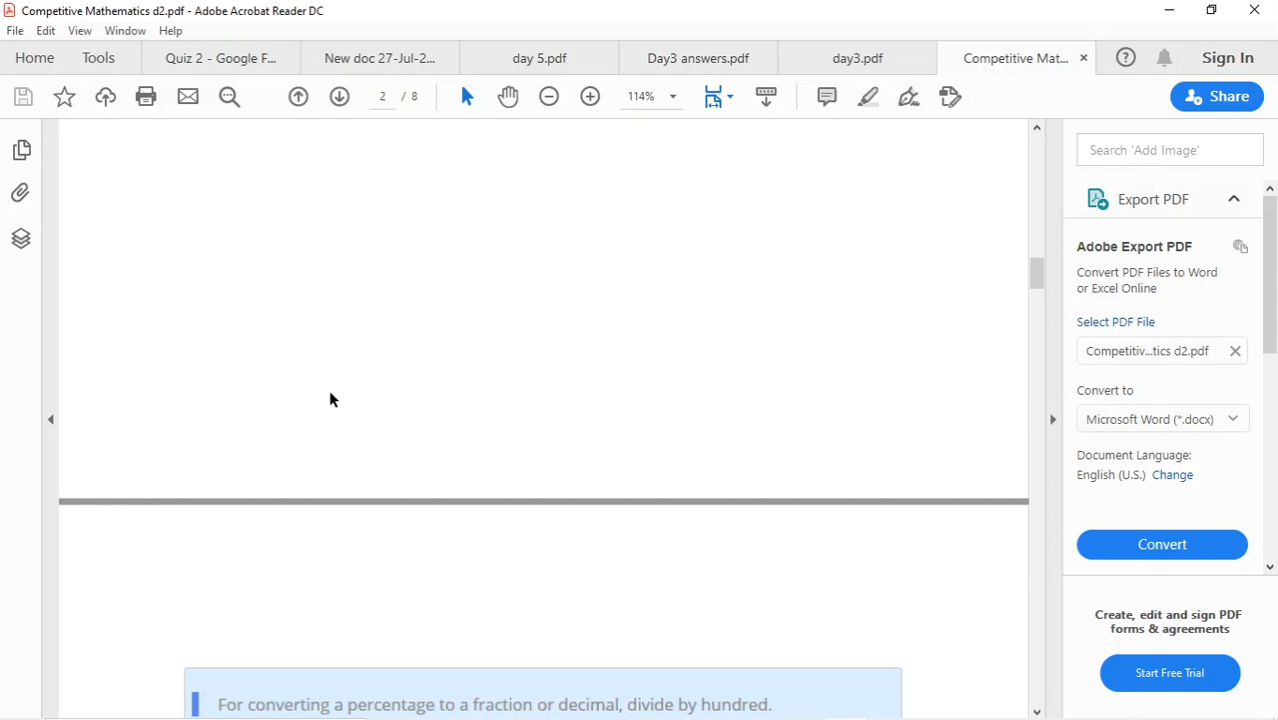 Competitive Mathematics d2.pdf - Adobe Acrobat Reader DC
File Edit View Window Help
Home Tools Quiz 2 - Google F... New doc 27-Jul-2... day 5.pdf Day3 answers.pdf day3.pdf Competitive Mat... Sign In
2 / 8 114% Share
Search 'Add Image'
Export PDF
Adobe Export PDF
Convert PDF Files to Word
or Excel Online
Select PDF File
Competitiv...tics d2.pdf
Convert to
Microsoft Word (*.docx)
Document Language:
English (U.S.) Change
Convert
Create, edit and sign PDF
forms & agreements
Start Free Trial
For converting a percentage to a fraction or decimal, divide by hundred.